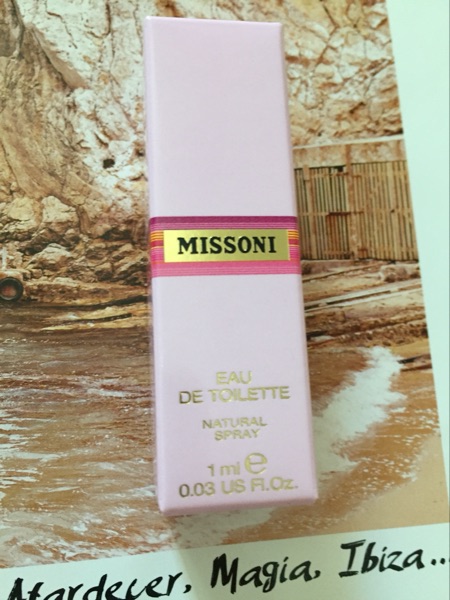 MISSONI
EAU
DE TOILETTE
NATURAL
SPRAY
1 ml ℮
0.03 US Fl.Oz.
Atardecer, Magia, Ibiza...